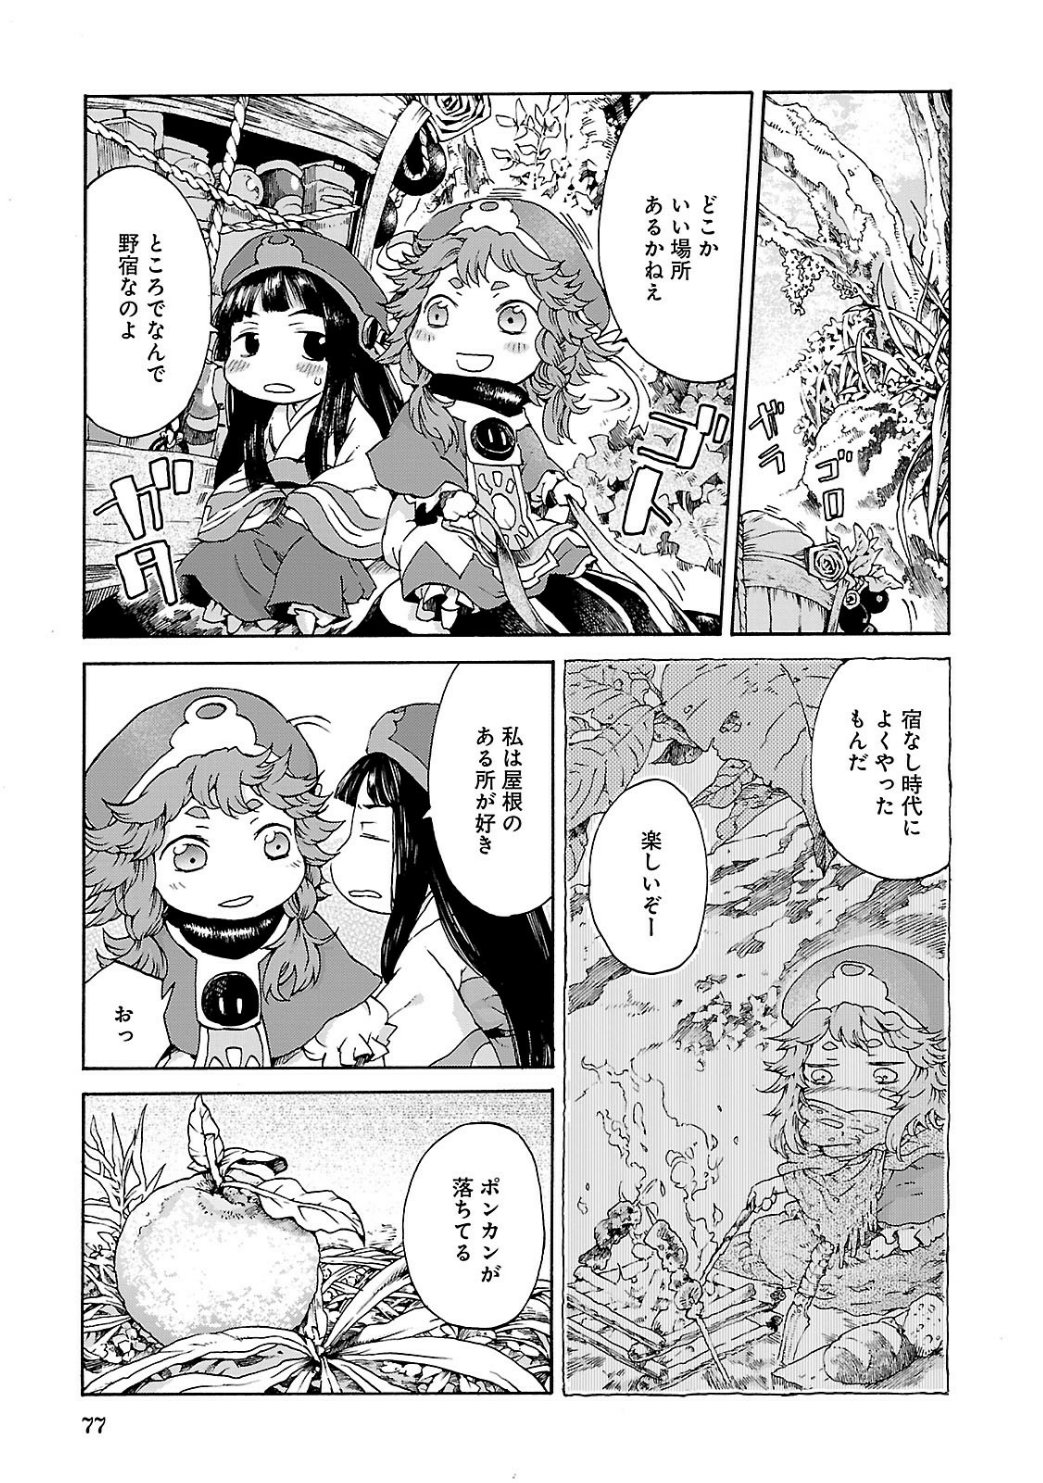 ガラ
ゴロ
どこか
いい場所
あるかねぇ
ゴト
ところでなんで
野宿なのよ
ガタ
宿なし時代に
よくやった
もんだ
楽しいぞー
私は屋根の
ある所が好き
おっ
ポンカンが
落ちてる
77